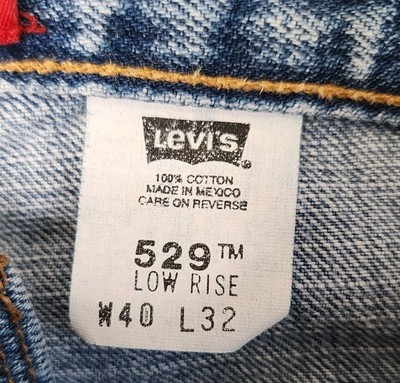 Levi's®
100% COTTON
MADE IN MEXICO
CARE ON REVERSE
529™
LOW RISE
W40 L32